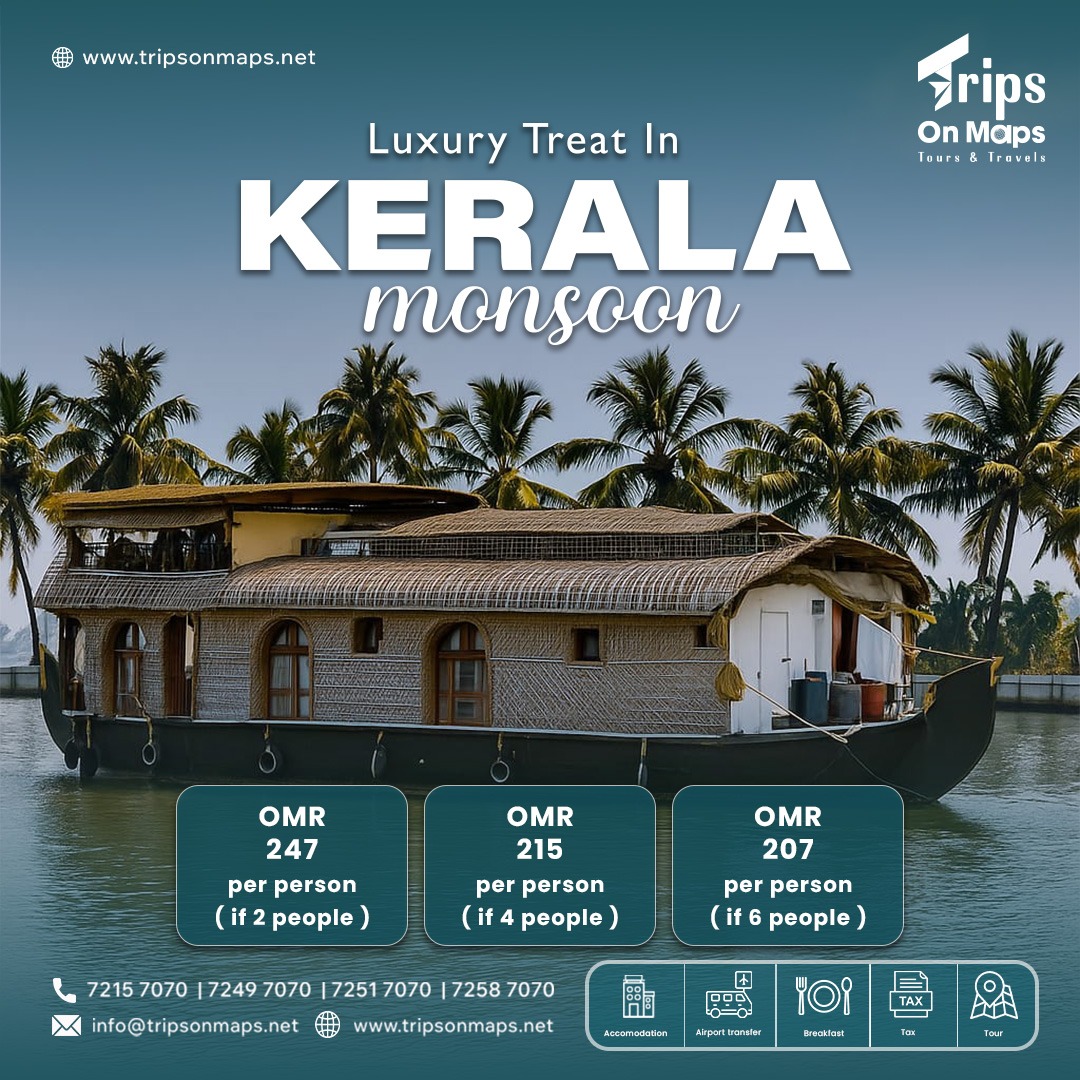 www.tripsonmaps.net
Trips
On Maps
Tours & Travels
Luxury Treat In
KERALA
monsoon
OMR
247
per person
( if 2 people )
OMR
215
per person
( if 4 people )
OMR
207
per person
( if 6 people )
7215 7070 | 7249 7070 | 7251 7070 | 7258 7070
info@tripsonmaps.net www.tripsonmaps.net
TAX
Accomodation Airport transfer Breakfast Tax Tour